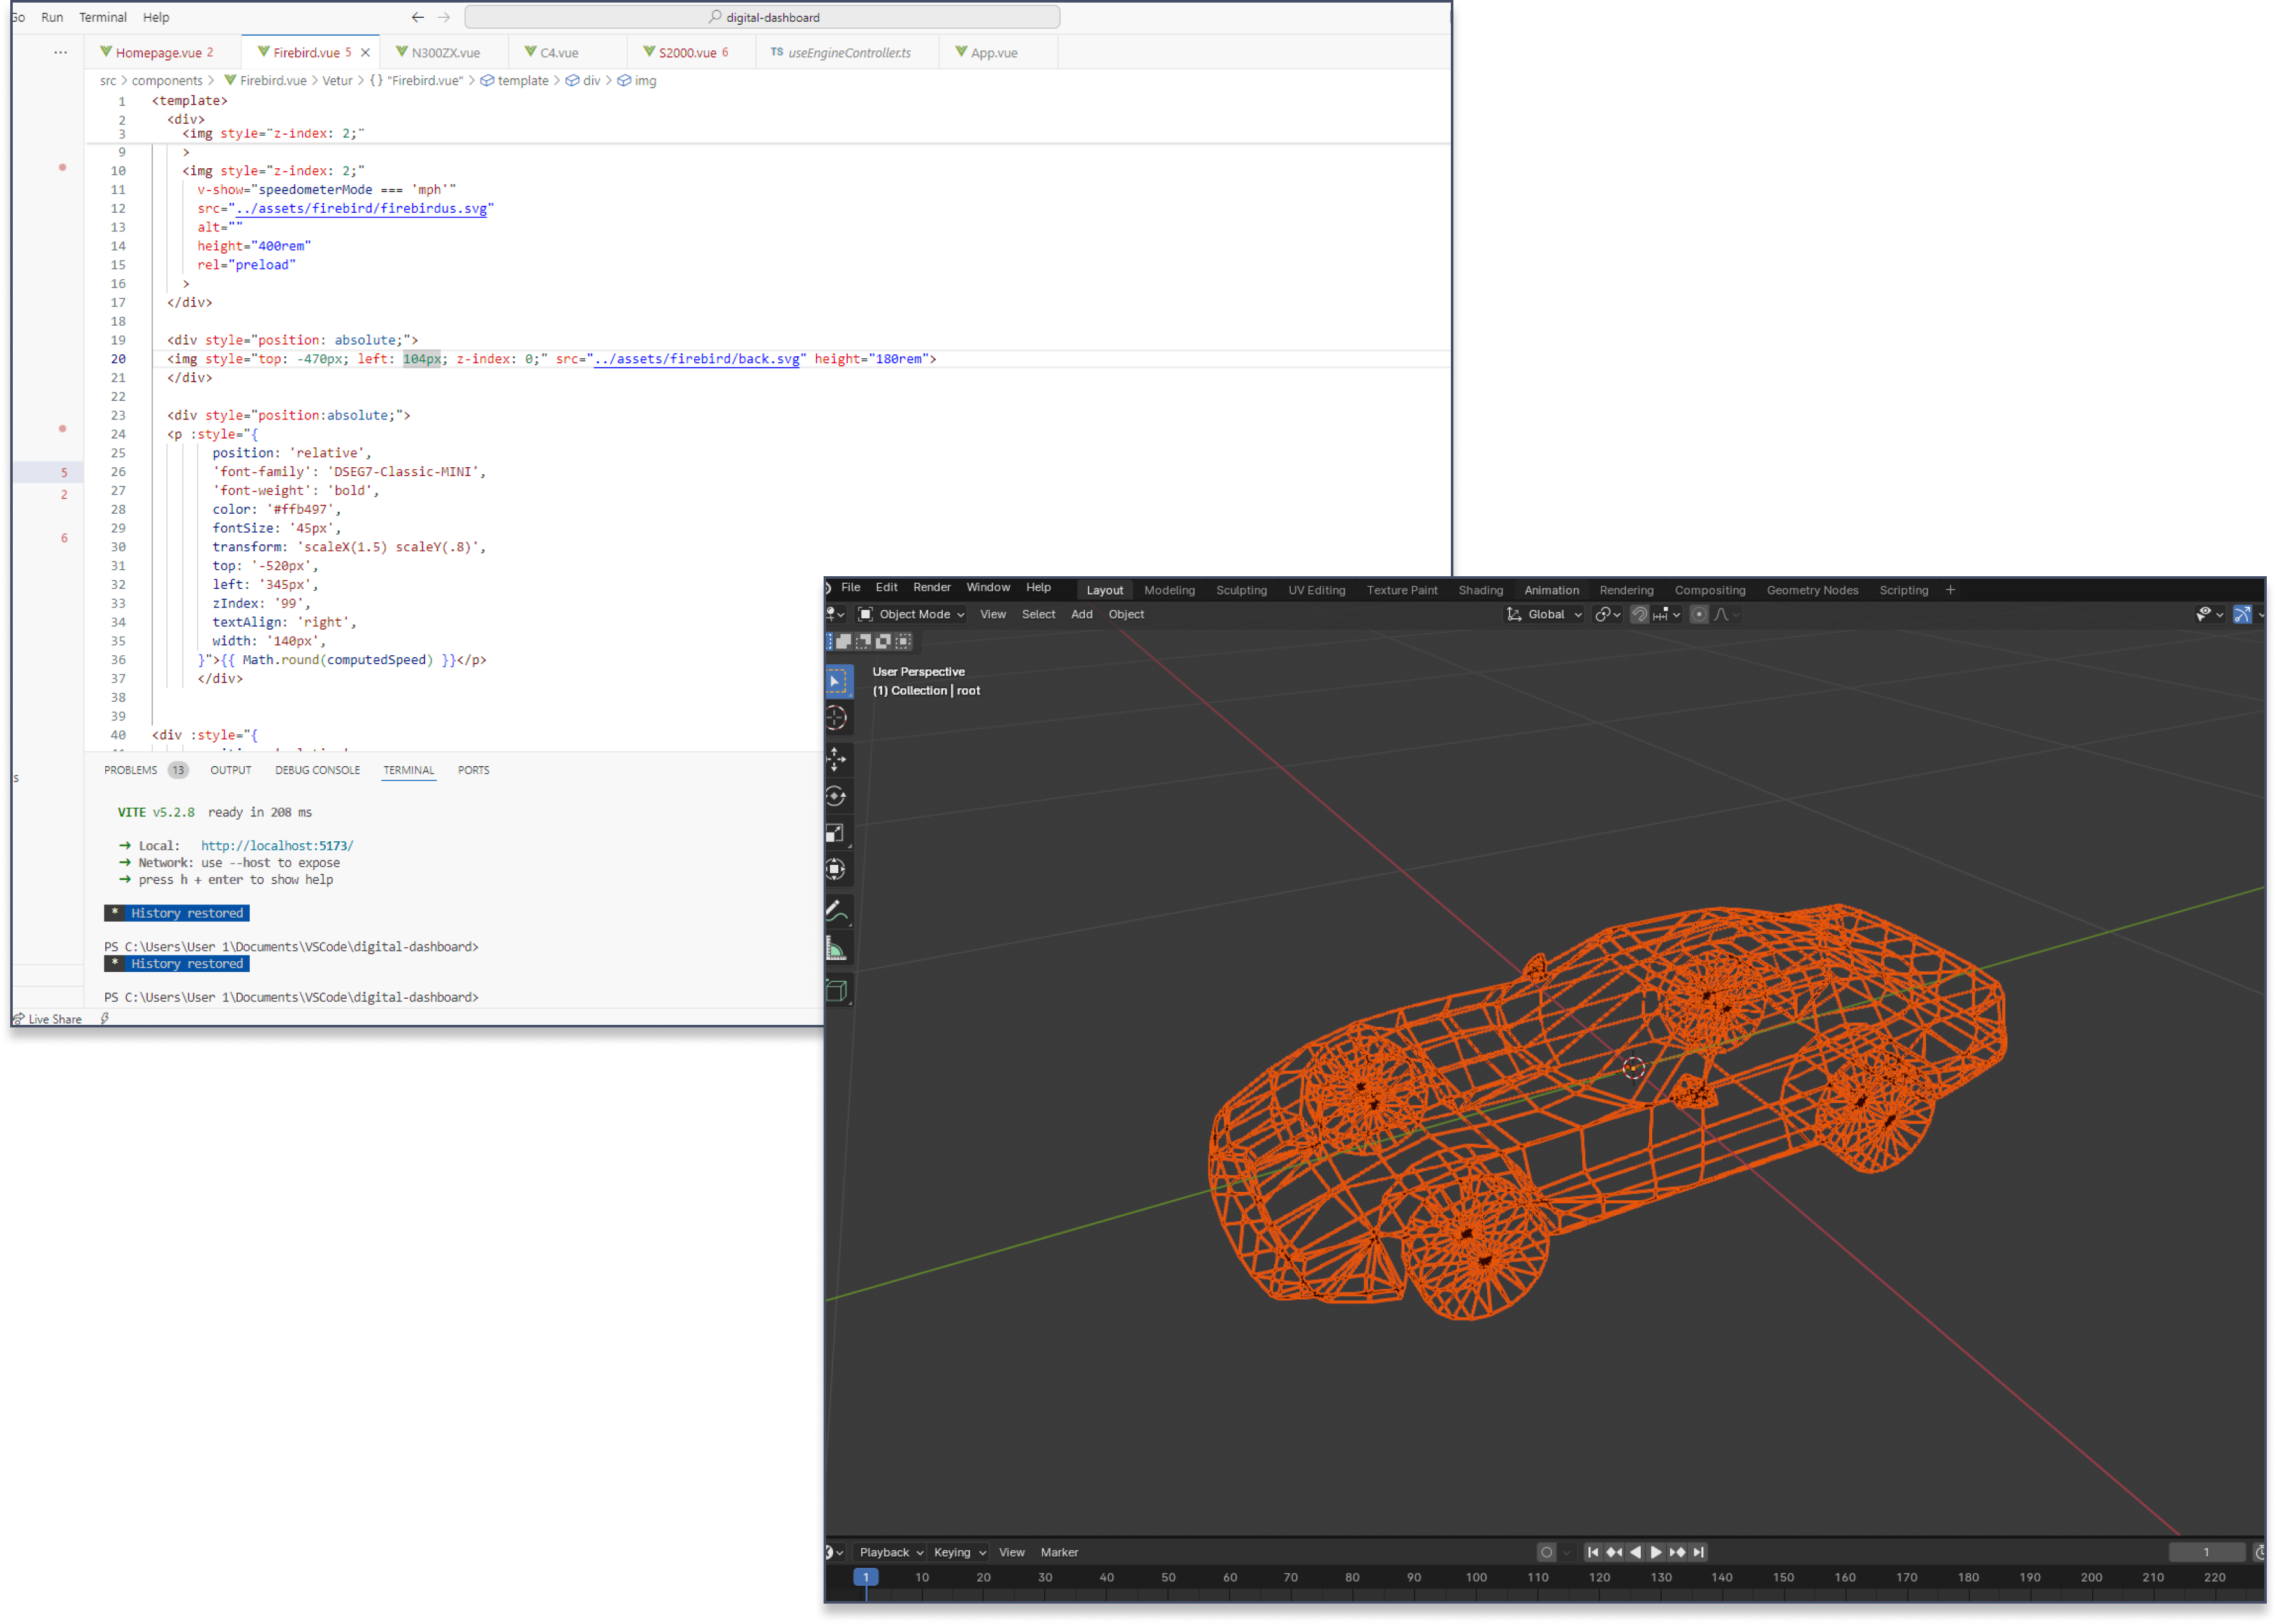 Go Run Terminal Help
digital-dashboard
Homepage.vue 2 Firebird.vue 5 N300ZX.vue C4.vue S2000.vue 6 TS useEngineController.ts App.vue
src > components > Firebird.vue > Vetur > {} "Firebird.vue" > template > div > img
1 <template>
2 <div>
3 <img style="z-index: 2;"
9 >
10 <img style="z-index: 2;"
11 v-show="speedometerMode === 'mph'"
12 src="../assets/firebird/firebirdus.svg"
13 alt=""
14 height="400rem"
15 rel="preload"
16 >
17 </div>
18
19 <div style="position: absolute;">
20 <img style="top: -470px; left: 104px; z-index: 0;" src="../assets/firebird/back.svg" height="180rem">
21 </div>
22
23 <div style="position:absolute;">
24 <p :style="{
25 position: 'relative',
26 'font-family': 'DSEG7-Classic-MINI',
27 'font-weight': 'bold',
28 color: '#ffb497',
29 fontSize: '45px',
30 transform: 'scaleX(1.5) scaleY(.8)',
31 top: '-520px',
32 left: '345px',
33 zIndex: '99',
34 textAlign: 'right',
35 width: '140px',
36 }">{{ Math.round(computedSpeed) }}</p>
37 </div>
38
39
40 <div :style="{
5
2
6
s
PROBLEMS 13 OUTPUT DEBUG CONSOLE TERMINAL PORTS
VITE v5.2.8 ready in 208 ms
➜ Local: http://localhost:5173/
➜ Network: use --host to expose
➜ press h + enter to show help
* History restored
PS C:\Users\User 1\Documents\VSCode\digital-dashboard>
* History restored
PS C:\Users\User 1\Documents\VSCode\digital-dashboard>
Live Share
File Edit Render Window Help Layout Modeling Sculpting UV Editing Texture Paint Shading Animation Rendering Compositing Geometry Nodes Scripting +
Object Mode View Select Add Object Global
User Perspective
(1) Collection | root
Playback Keying View Marker 1
1 10 20 30 40 50 60 70 80 90 100 110 120 130 140 150 160 170 180 190 200 210 220